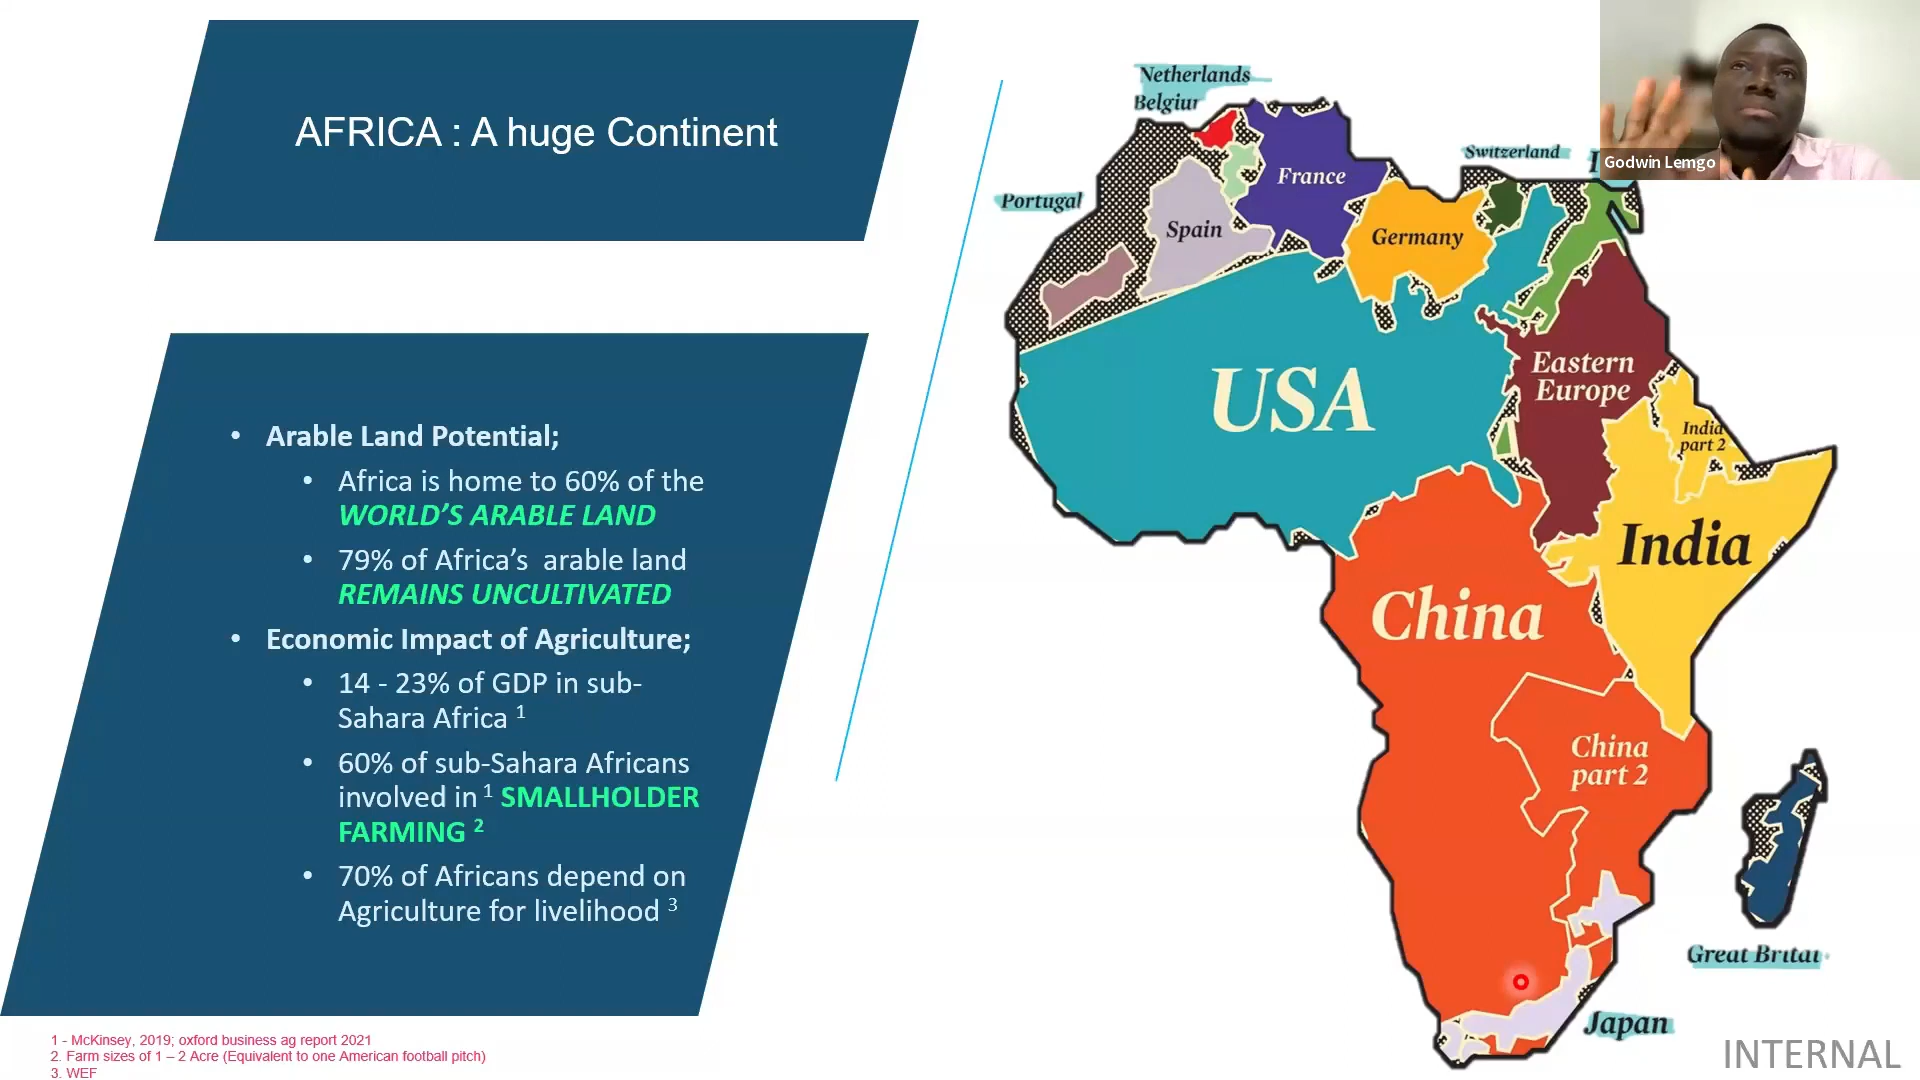 AFRICA : A huge Continent
• Arable Land Potential;
• Africa is home to 60% of the
WORLD'S ARABLE LAND
• 79% of Africa's arable land
REMAINS UNCULTIVATED
• Economic Impact of Agriculture;
• 14 - 23% of GDP in sub-
Sahara Africa 1
• 60% of sub-Sahara Africans
involved in 1 SMALLHOLDER
FARMING 2
• 70% of Africans depend on
Agriculture for livelihood 3
1 - McKinsey, 2019; oxford business ag report 2021
2. Farm sizes of 1 – 2 Acre (Equivalent to one American football pitch)
3. WEF
Netherlands
Belgiur
Portugal
Spain
France
Germany
Switzerland
USA
Eastern
Europe
India
part 2
India
China
China
part 2
Great Britai
Japan
Godwin Lemgo
INTERNAL